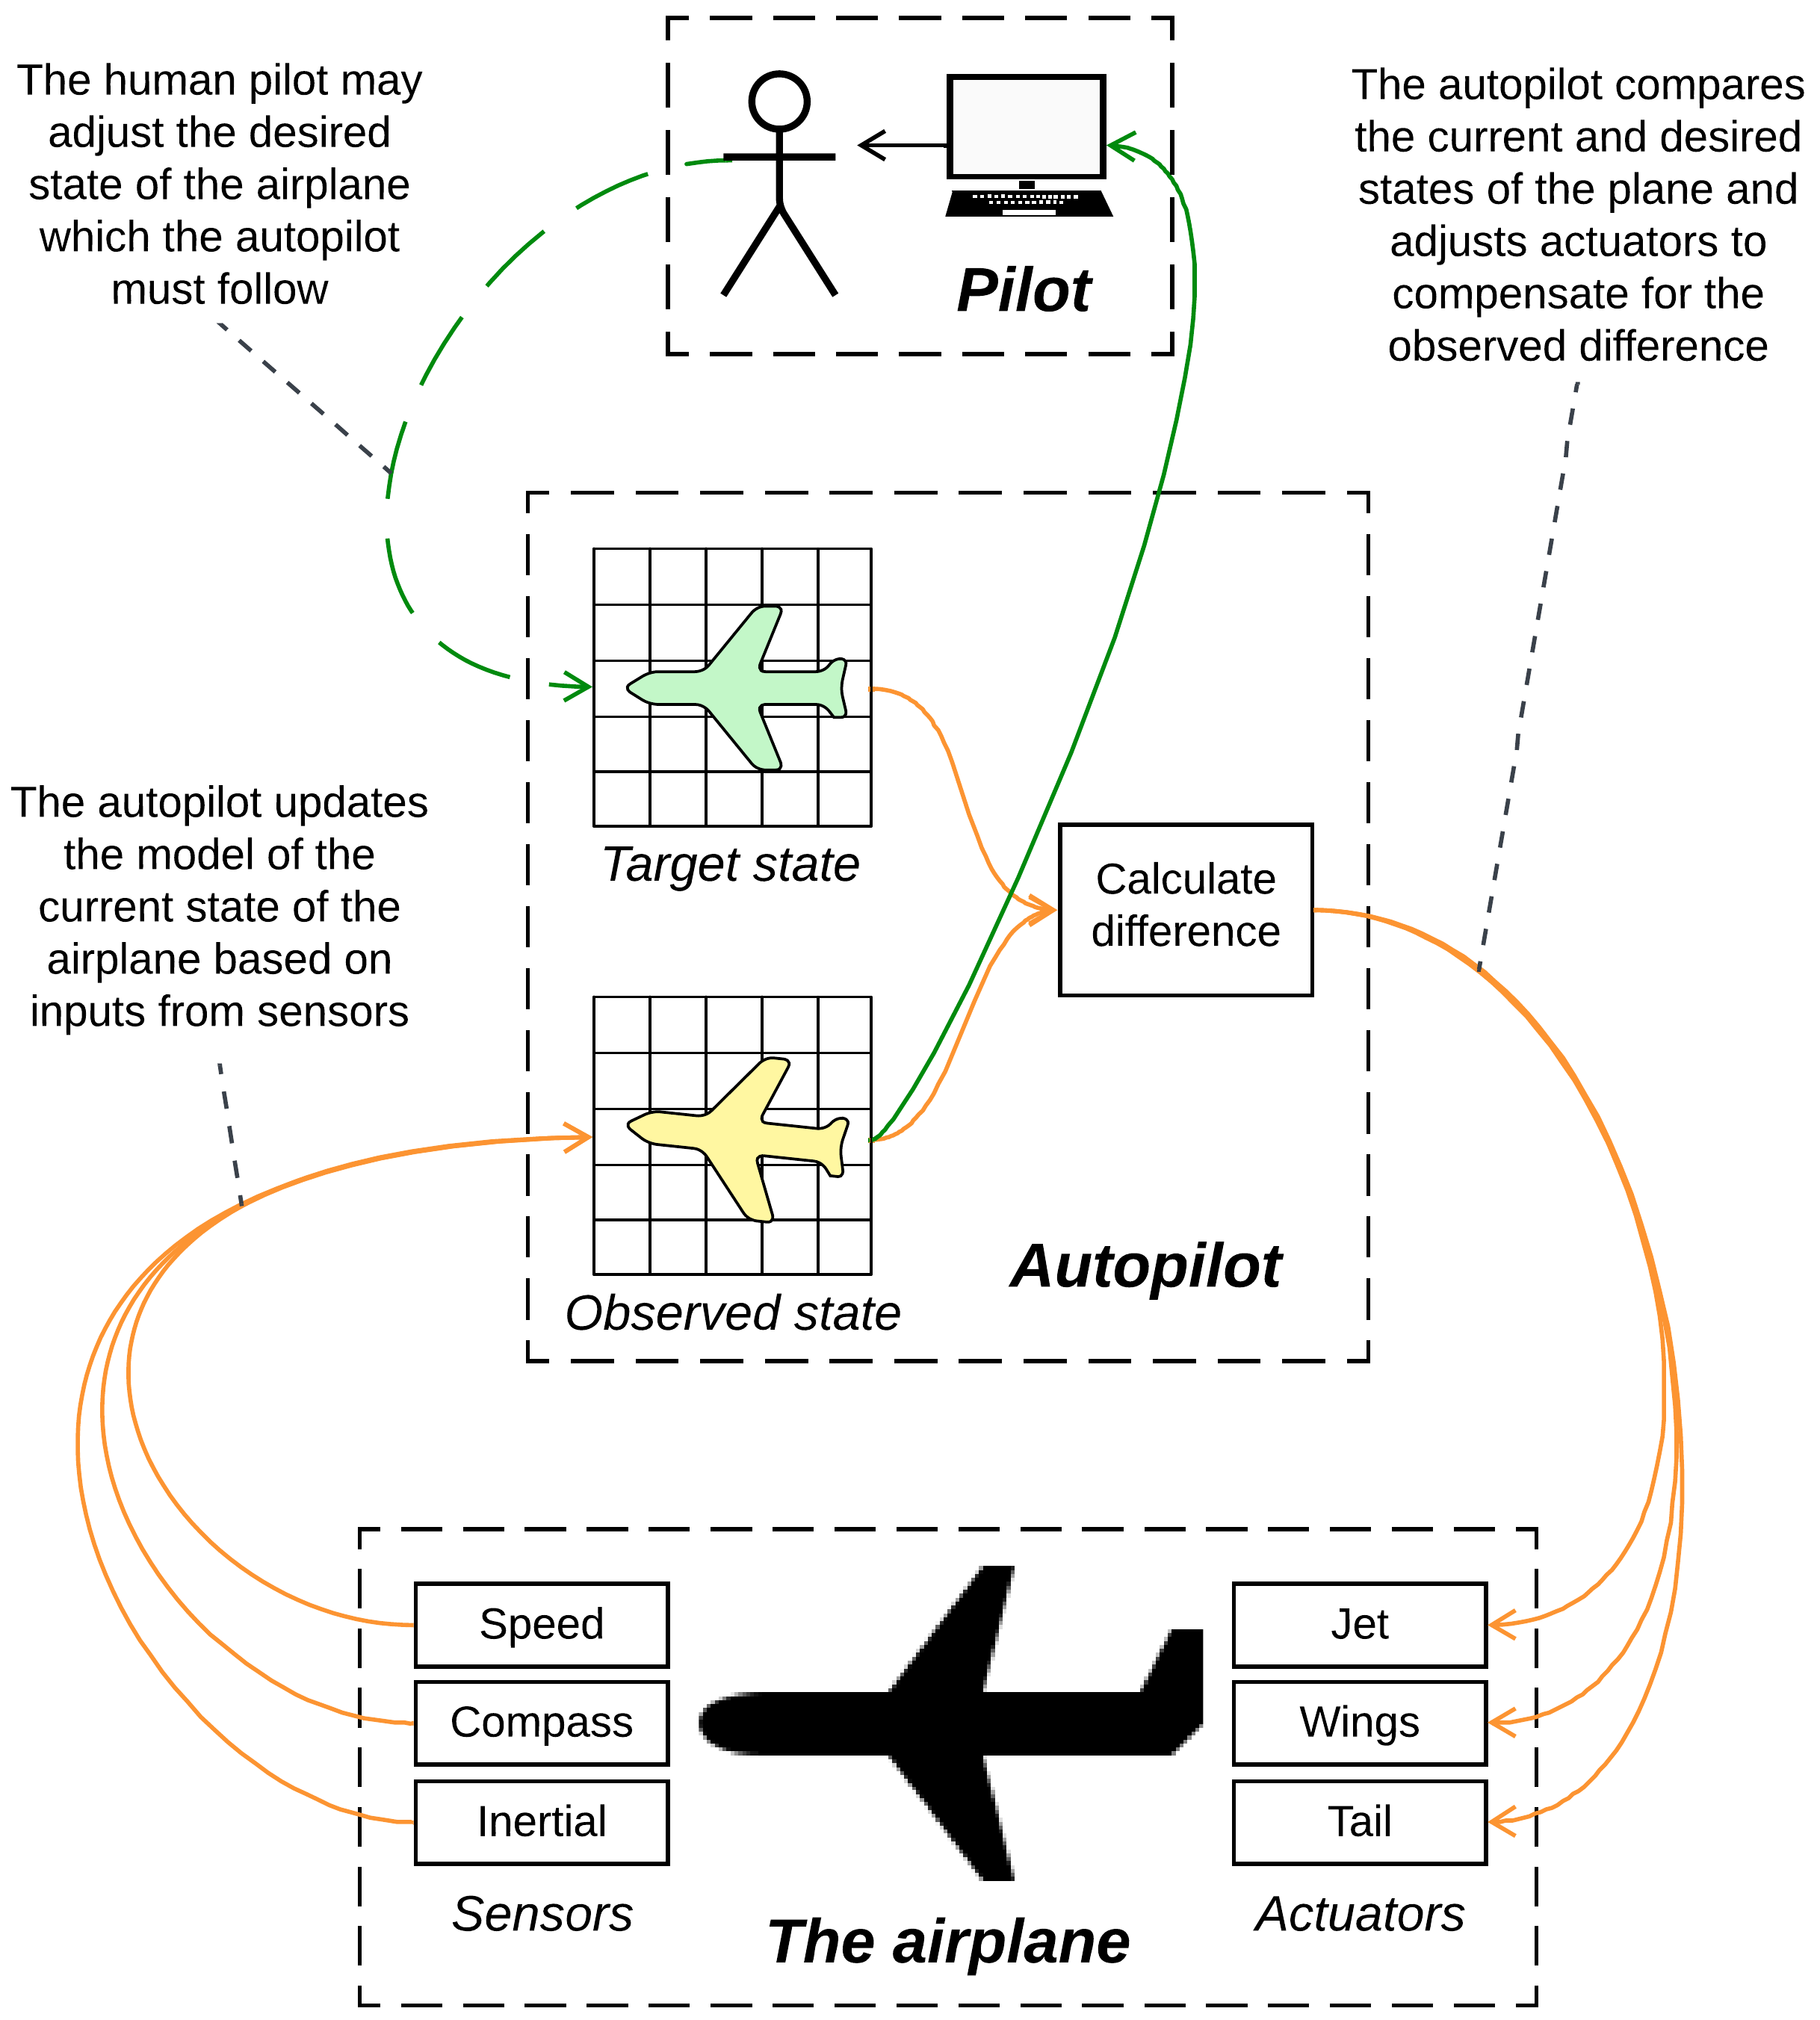 The human pilot may
adjust the desired
state of the airplane
which the autopilot
must follow
Pilot
The autopilot compares
the current and desired
states of the plane and
adjusts actuators to
compensate for the
observed difference
Target state
The autopilot updates
the model of the
current state of the
airplane based on
inputs from sensors
Calculate
difference
Observed state
Autopilot
Speed
Compass
Inertial
Sensors
The airplane
Jet
Wings
Tail
Actuators